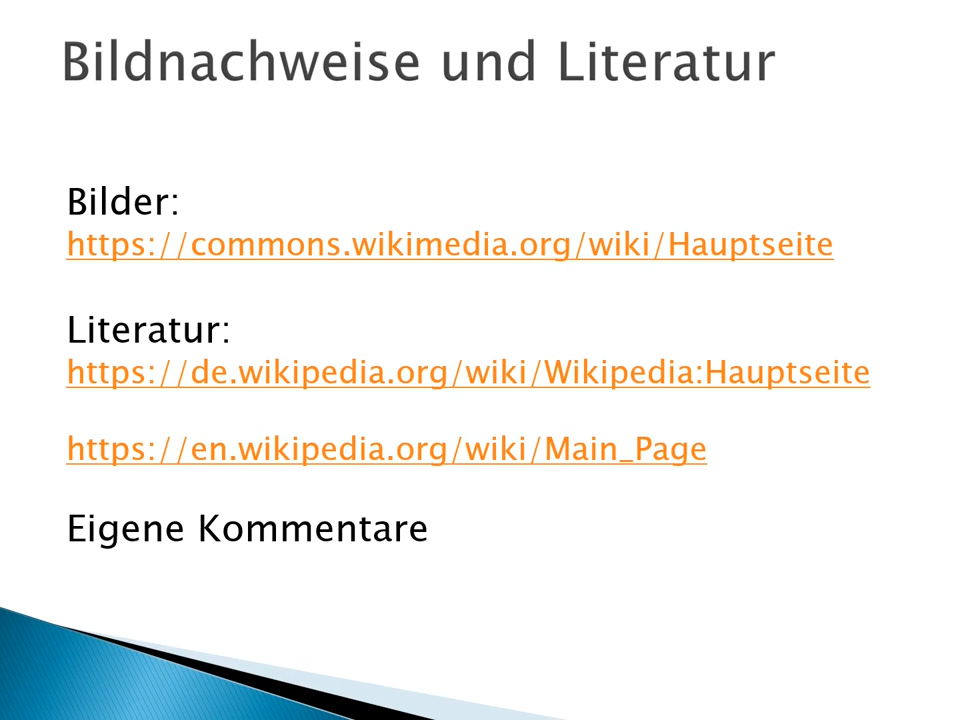 Bildnachweise und Literatur
Bilder:
https://commons.wikimedia.org/wiki/Hauptseite
Literatur:
https://de.wikipedia.org/wiki/Wikipedia:Hauptseite
https://en.wikipedia.org/wiki/Main_Page
Eigene Kommentare